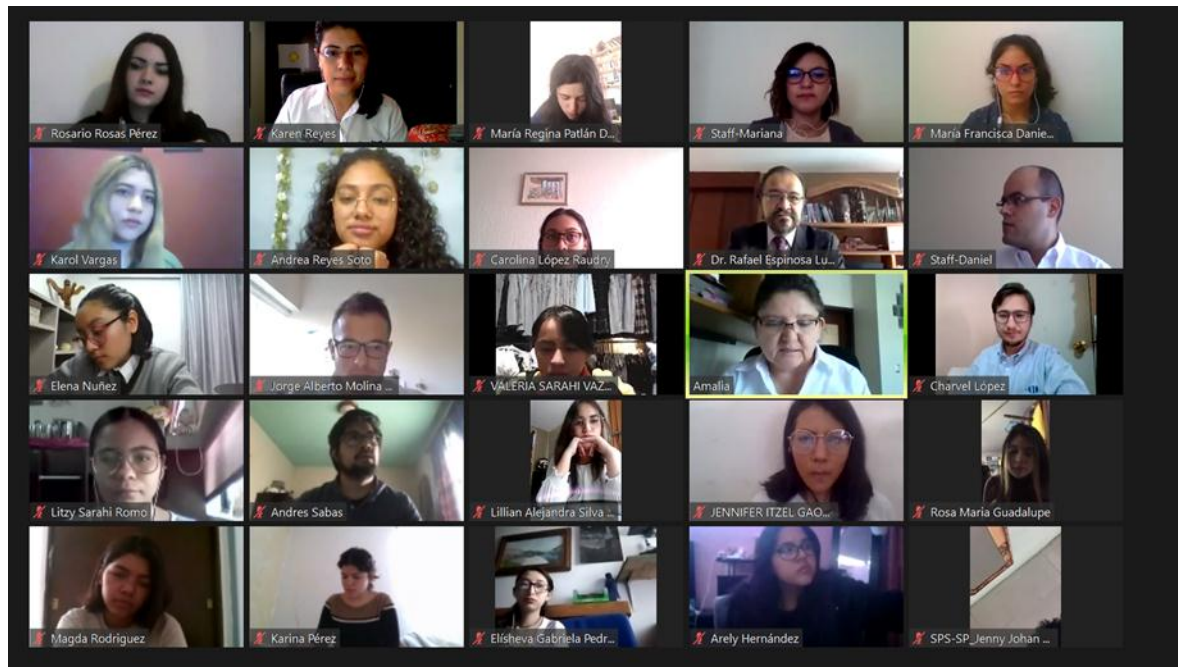 Rosario Rosas Pérez
Karen Reyes
María Regina Patlán D...
Staff-Mariana
María Francisca Danie...
Karol Vargas
Andrea Reyes Soto
Carolina López Raudry
Dr. Rafael Espinosa Lu...
Staff-Daniel
Elena Nuñez
Jorge Alberto Molina ...
VALERIA SARAHI VAZ...
Amalia
Charvel López
Litzy Sarahi Romo
Andres Sabas
Lillian Alejandra Silva ...
JENNIFER ITZEL GAO...
Rosa Maria Guadalupe
Magda Rodriguez
Karina Pérez
Elísheva Gabriela Pedr...
Arely Hernández
SPS-SP_Jenny Johan ...